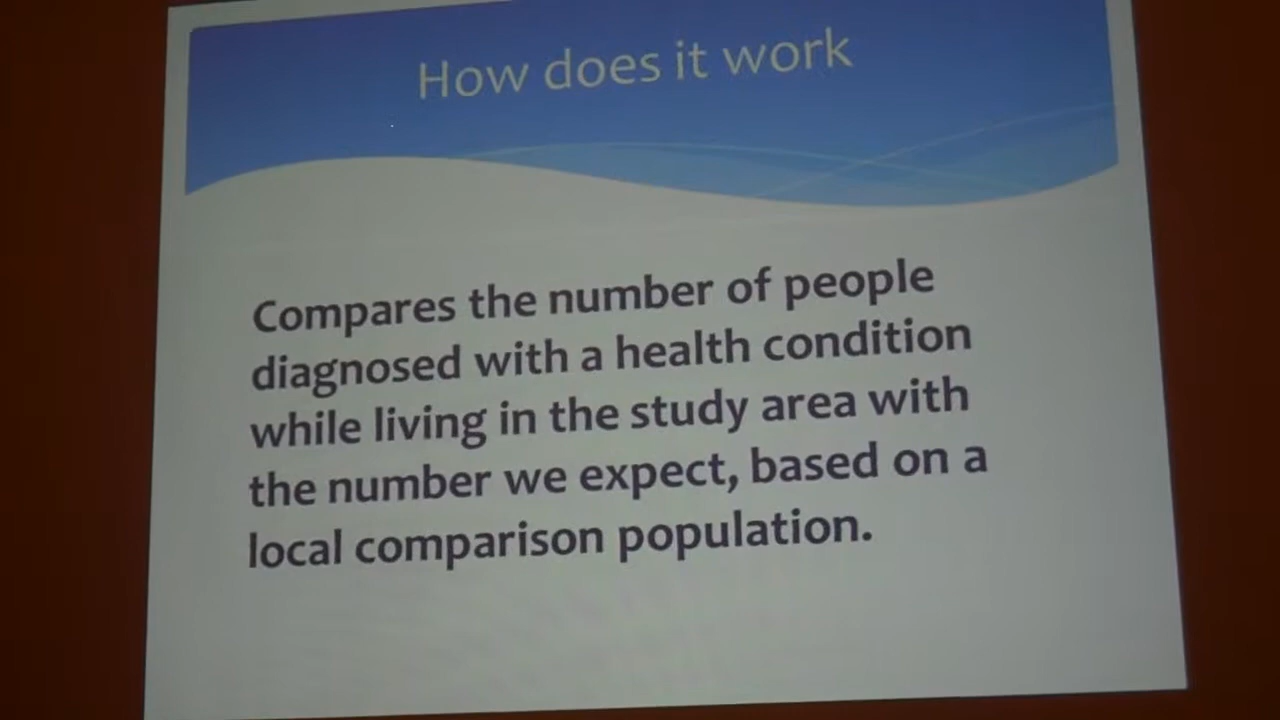 How does it work
Compares the number of people
diagnosed with a health condition
while living in the study area with
the number we expect, based on a
local comparison population.